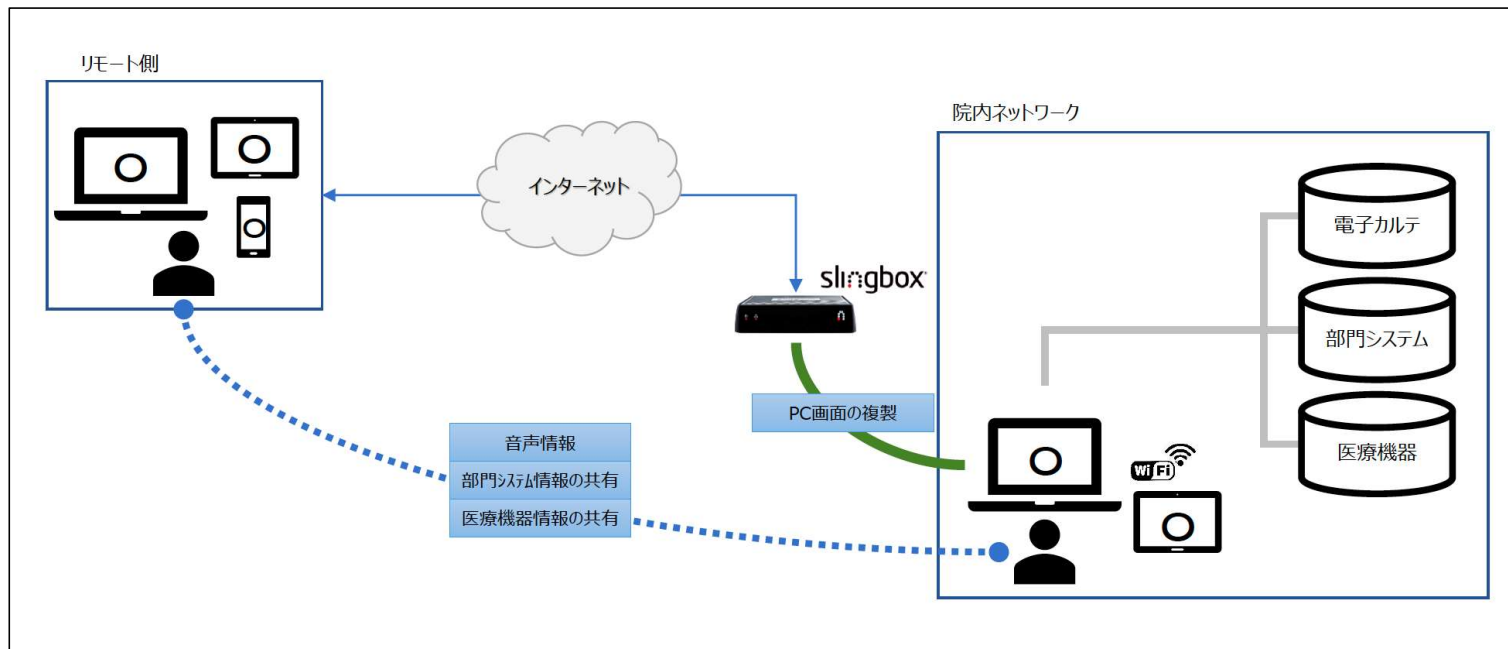 リモート側
院内ネットワーク
インターネット
slingbox
電子カルテ
部門システム
医療機器
PC画面の複製
WiFi
音声情報
部門ｼｽﾃﾑ情報の共有
医療機器情報の共有